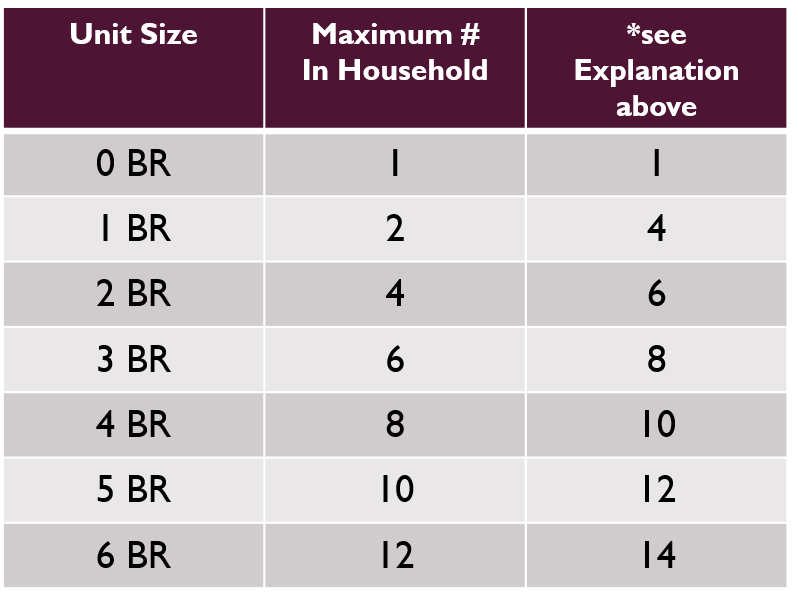 Unit Size
Maximum #
In Household
*see
Explanation
above
0 BR 1 1
1 BR 2 4
2 BR 4 6
3 BR 6 8
4 BR 8 10
5 BR 10 12
6 BR 12 14